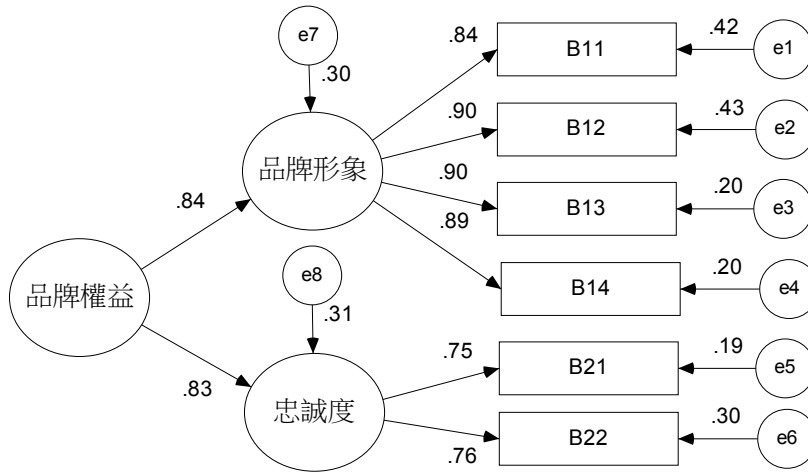 e7
.30
.84
B11
.42
e1
.90
B12
.43
e2
品牌形象
.90
B13
.20
e3
.84
.89
B14
.20
e4
品牌權益
e8
.31
.75
B21
.19
e5
.83
忠誠度
.76
B22
.30
e6